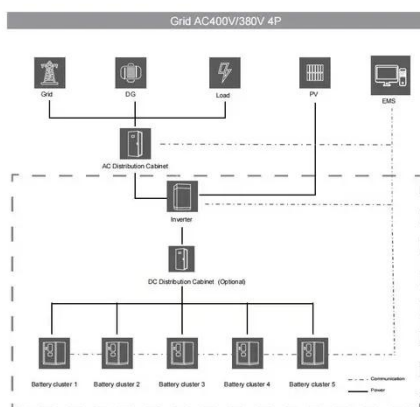 Grid AC400V/380V 4P
Grid
DG
Load
PV
EMS
AC Distribution Cabinet
Inverter
DC Distribution Cabinet (Optional)
Battery cluster 1
Battery cluster 2
Battery cluster 3
Battery cluster 4
Battery cluster 5
Communication
Power